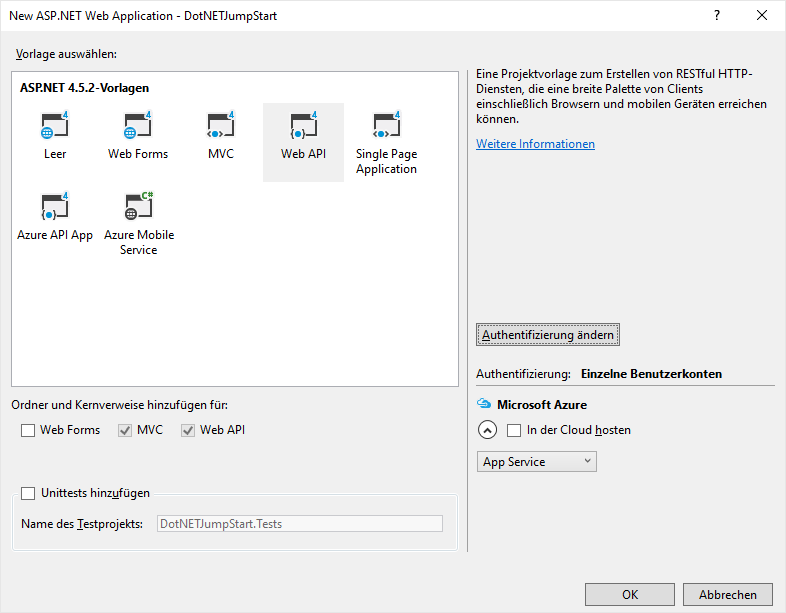 New ASP.NET Web Application - DotNETJumpStart
?
Vorlage auswählen:
ASP.NET 4.5.2-Vorlagen
4
4
4
4
4
Leer
Web Forms
MVC
Web API
Single Page
Application
4
C#
Azure API App
Azure Mobile
Service
Eine Projektvorlage zum Erstellen von RESTful HTTP-
Diensten, die eine breite Palette von Clients
einschließlich Browsern und mobilen Geräten erreichen
können.
Weitere Informationen
Authentifizierung ändern
Authentifizierung: Einzelne Benutzerkonten
Microsoft Azure
In der Cloud hosten
App Service
Ordner und Kernverweise hinzufügen für:
Web Forms
MVC
Web API
Unittests hinzufügen
Name des Testprojekts:
DotNETJumpStart.Tests
OK
Abbrechen